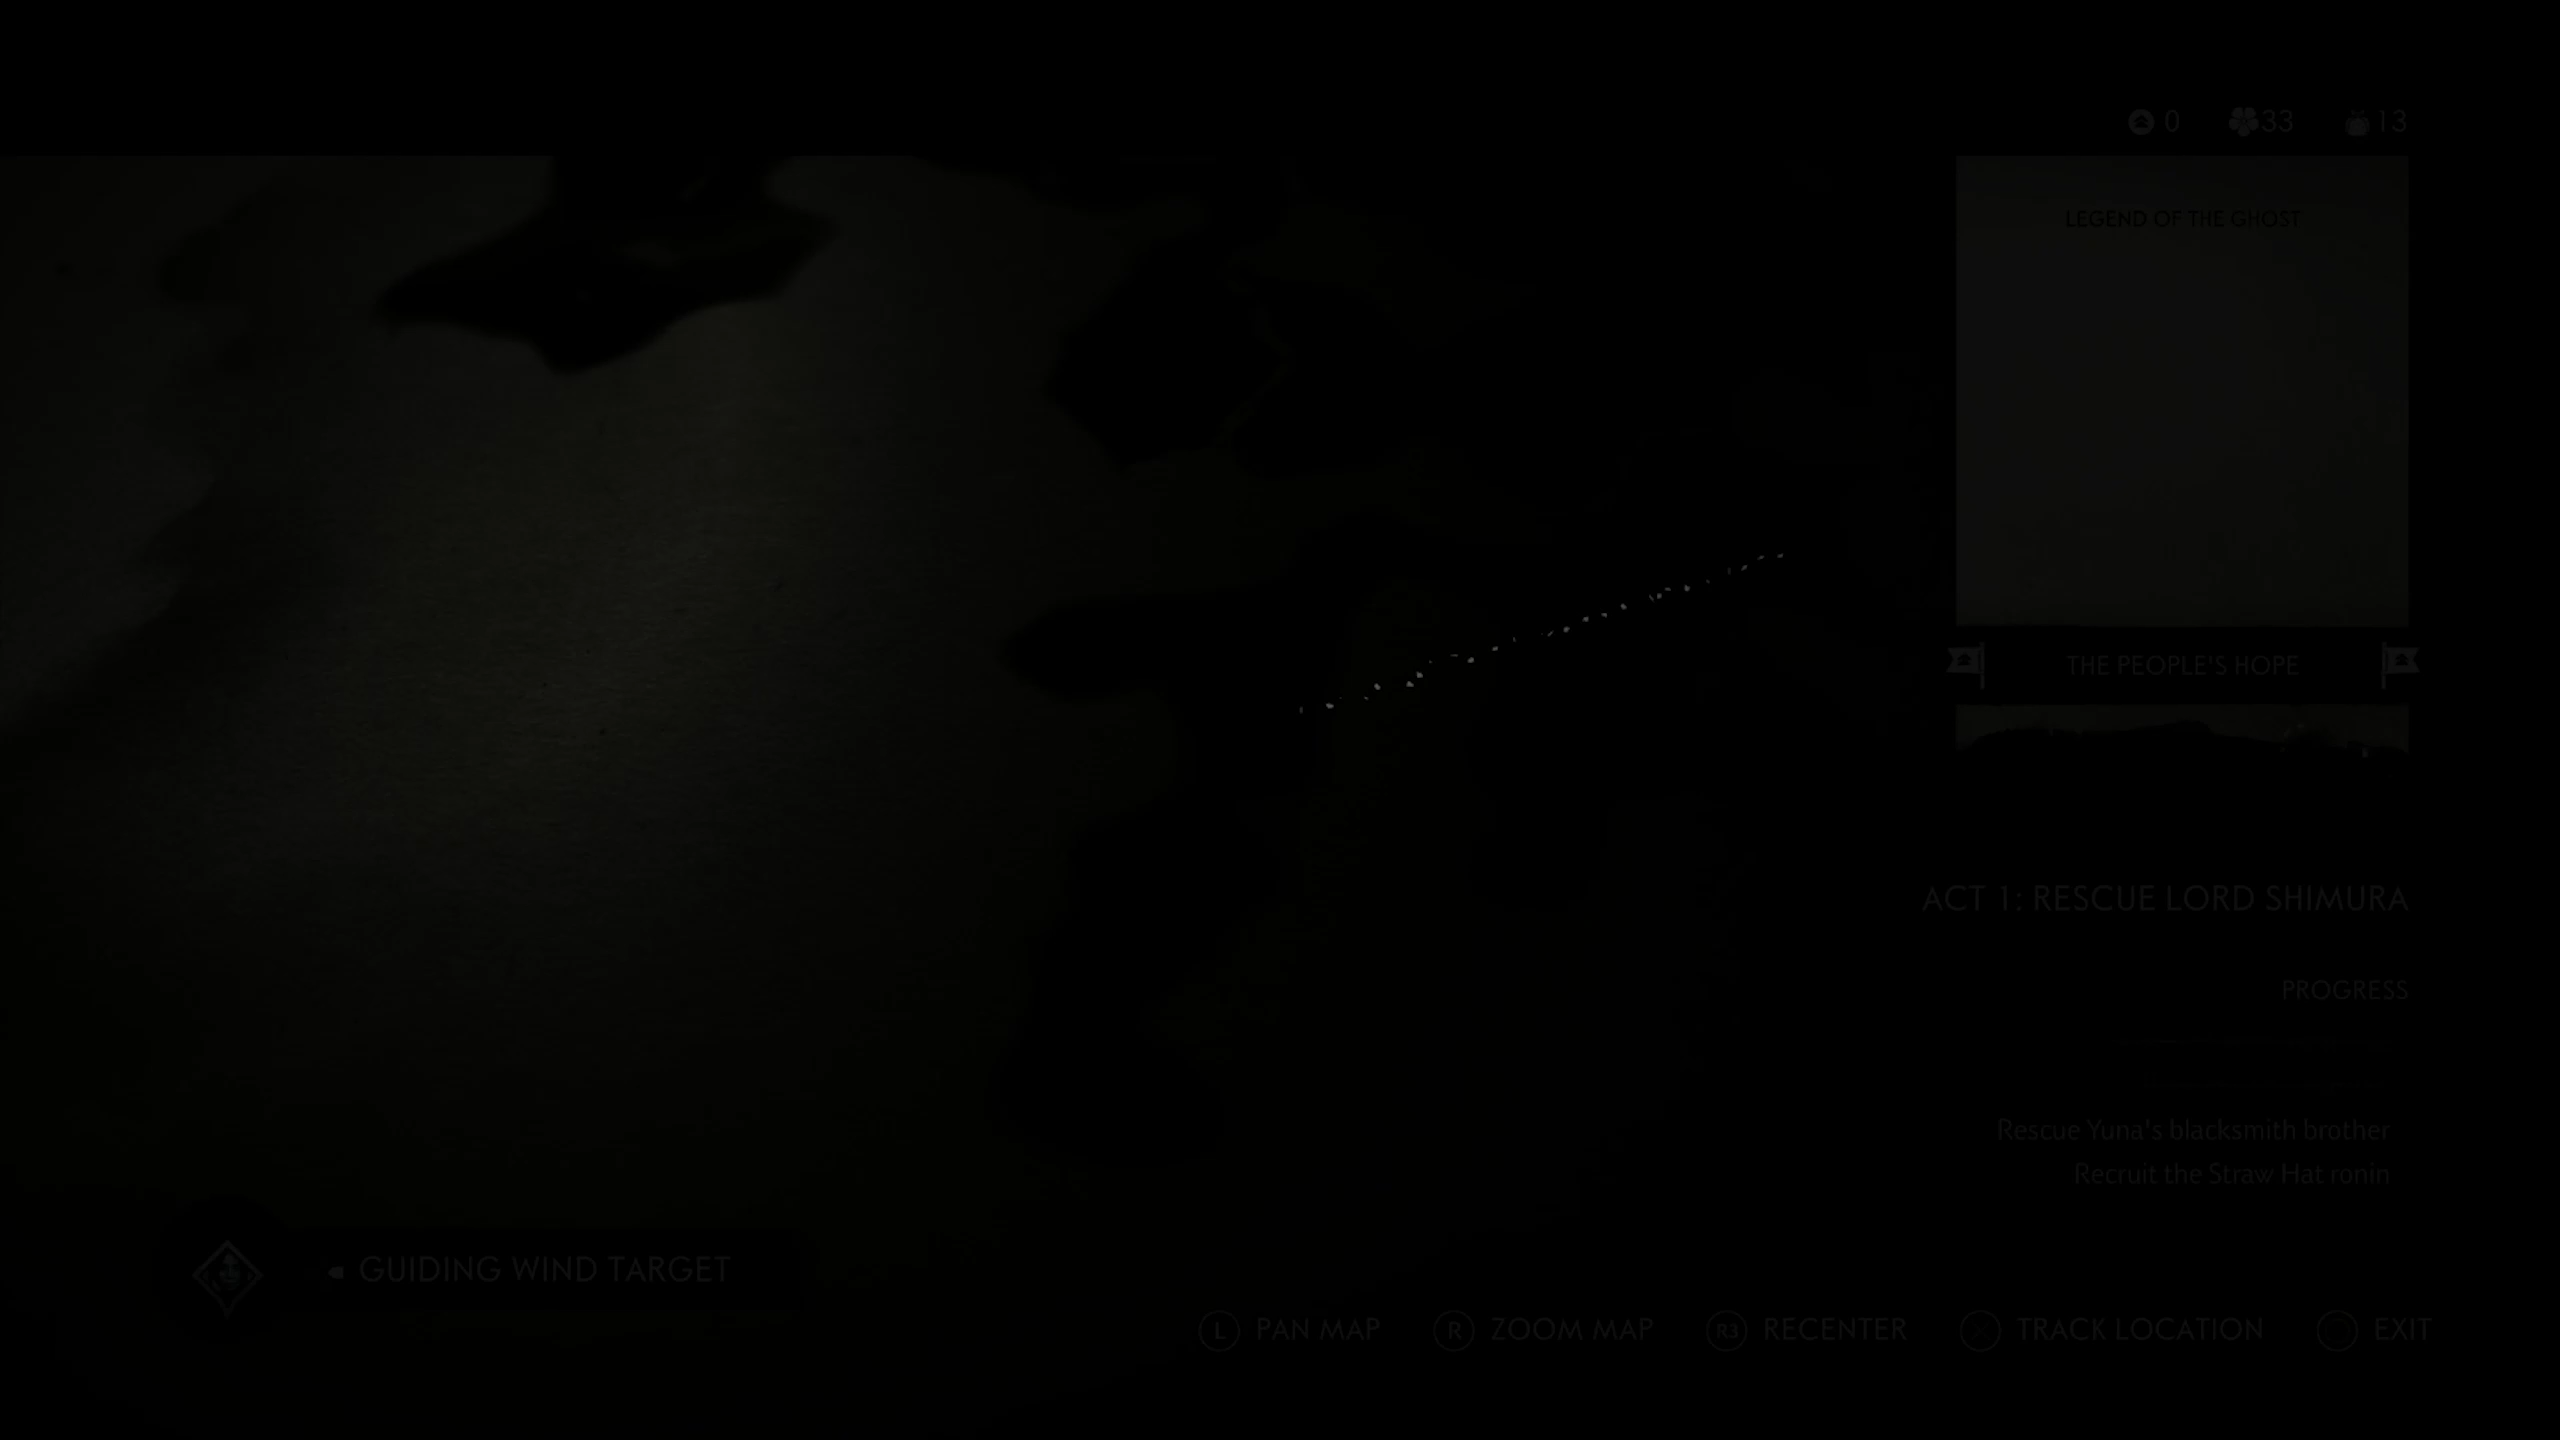 0 33 13
LEGEND OF THE GHOST
THE PEOPLE'S HOPE
ACT 1: RESCUE LORD SHIMURA
PROGRESS
Rescue Yuna's blacksmith brother
Recruit the Straw Hat ronin
GUIDING WIND TARGET
L PAN MAP R ZOOM MAP R3 RECENTER TRACK LOCATION EXIT